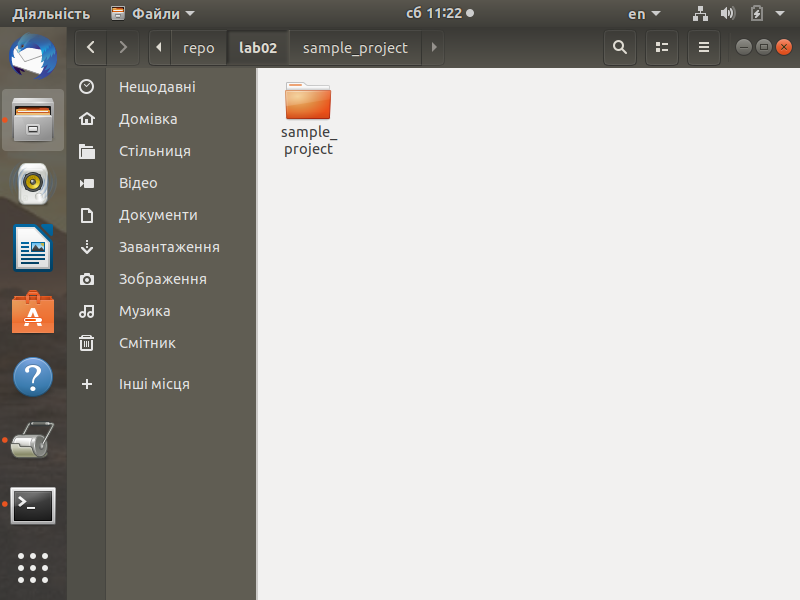 Діяльність Файли сб 11:22 en
repo lab02 sample_project
Нещодавні
Домівка
Стільниця
Відео
Документи
Завантаження
Зображення
Музика
Смітник
Інші місця
sample_
project